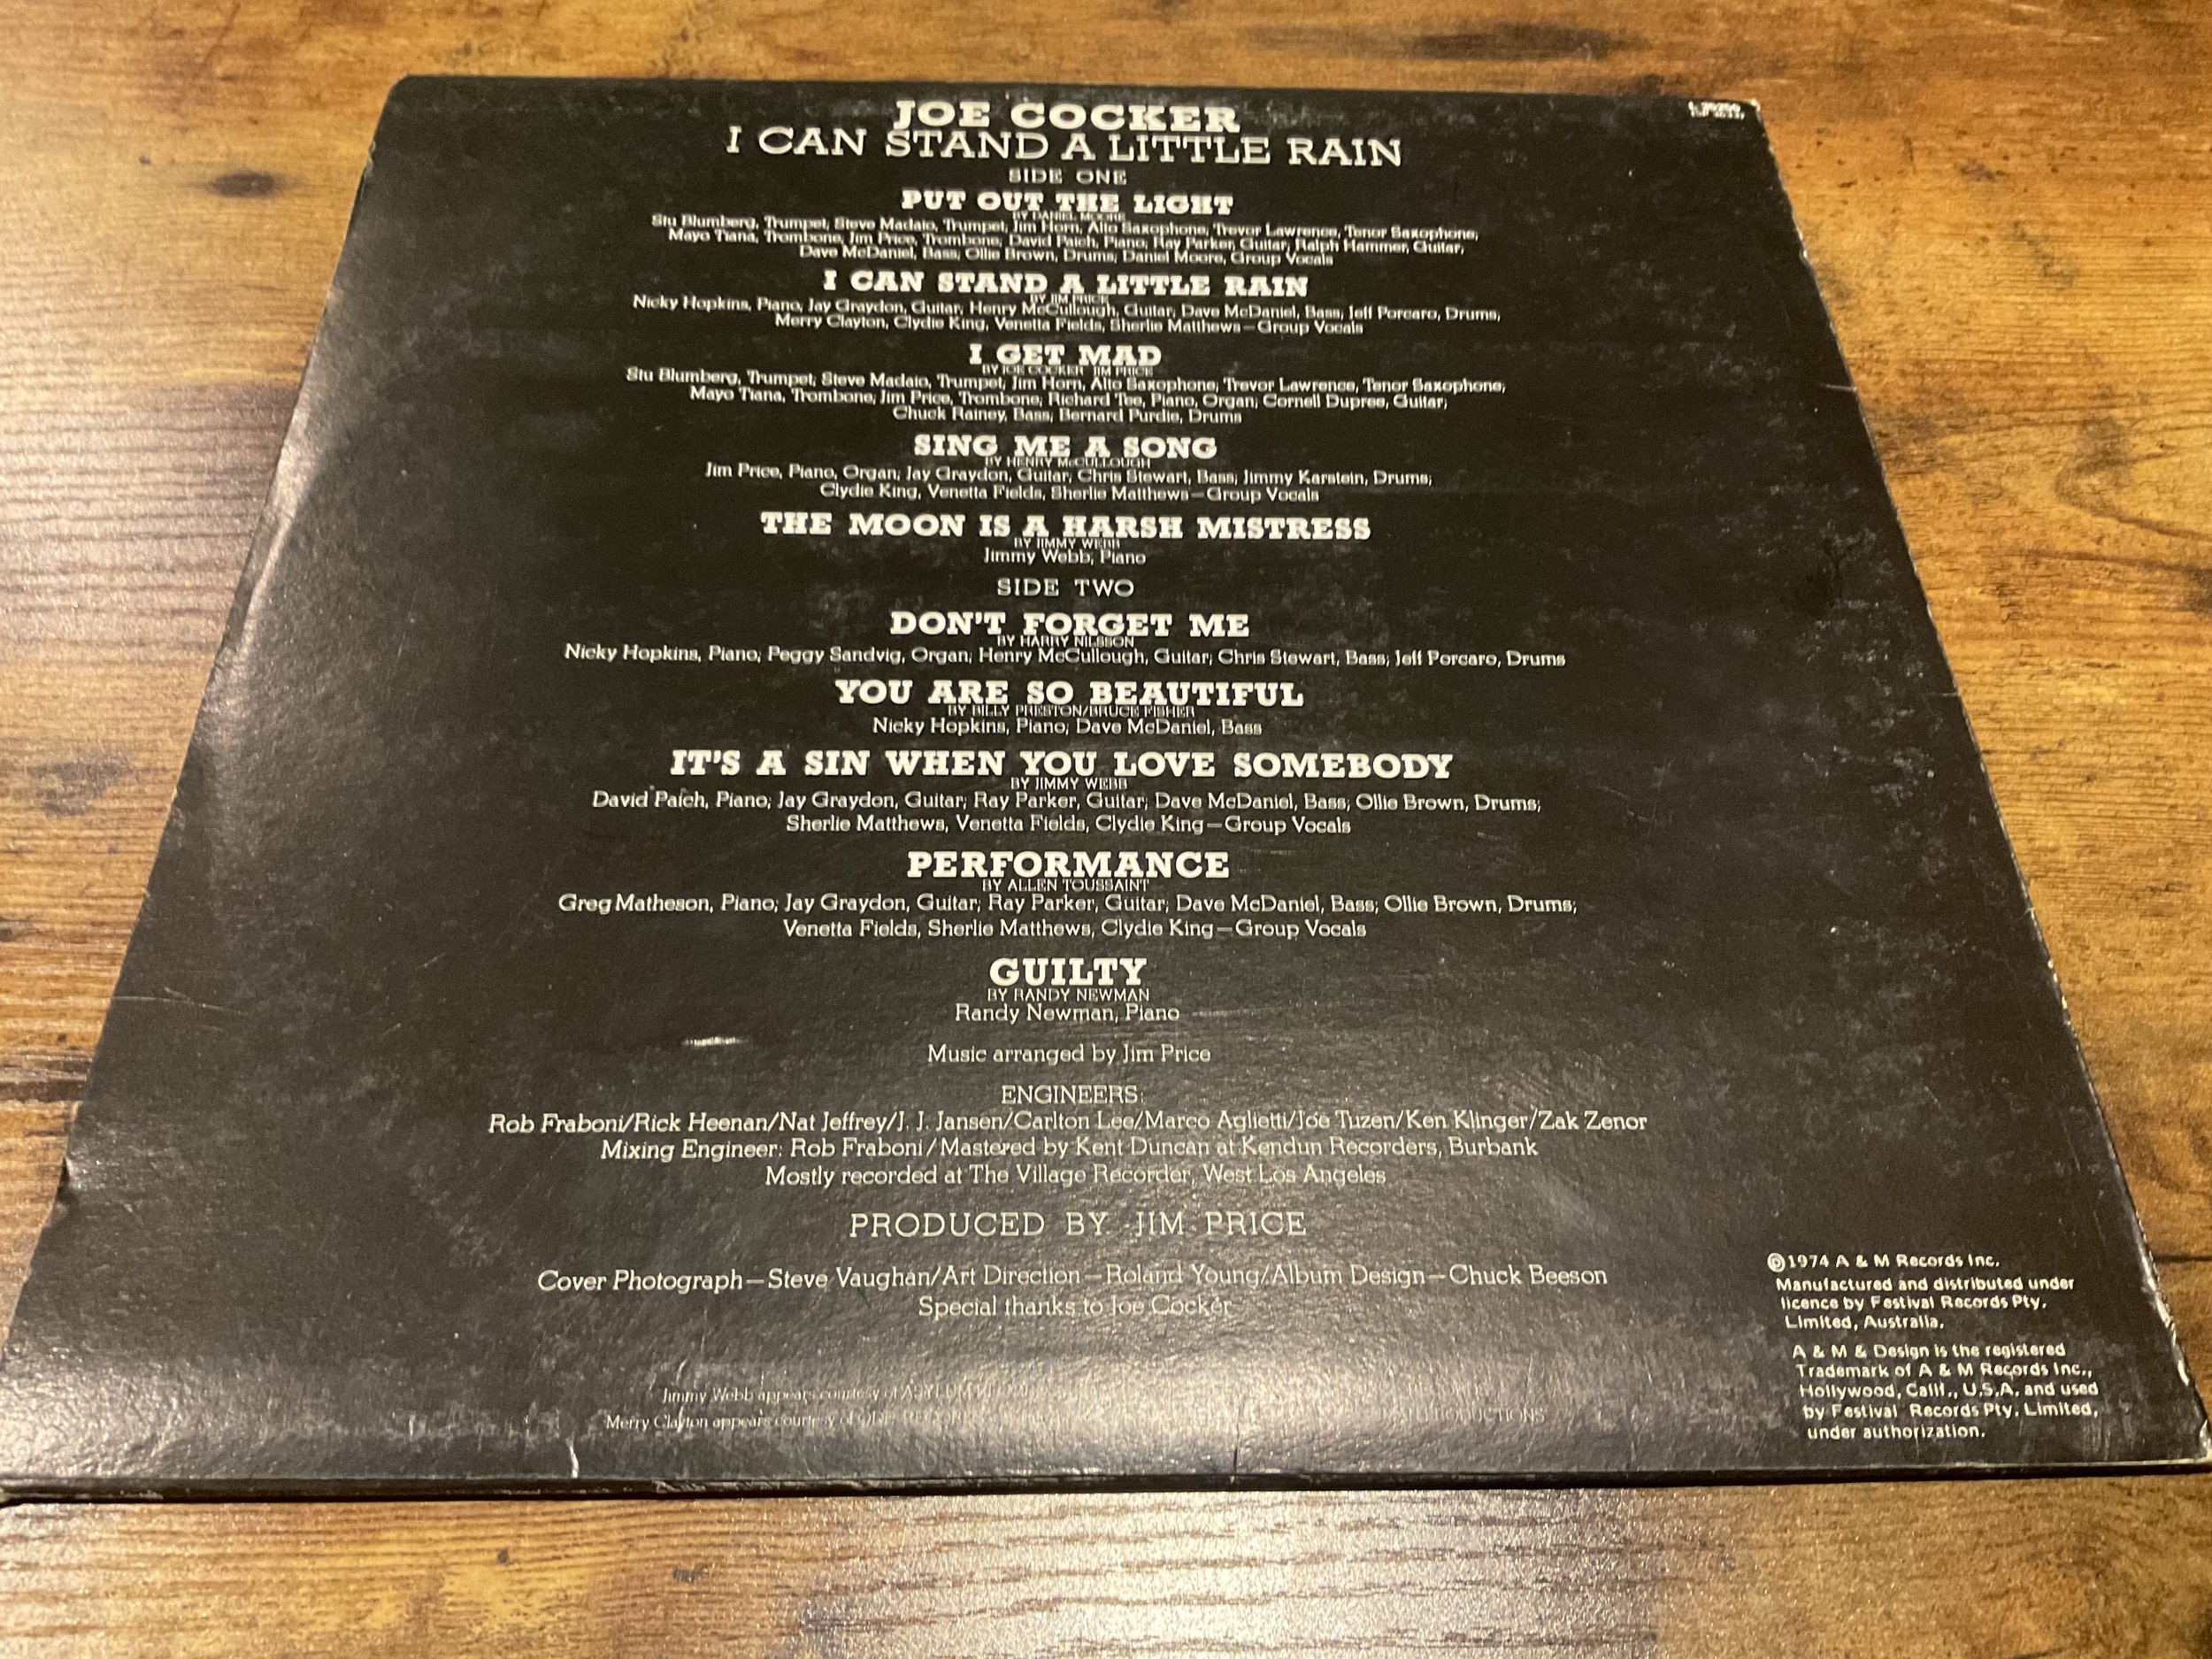 JOE COCKER
I CAN STAND A LITTLE RAIN
SIDE ONE
PUT OUT THE LIGHT
BY DANIEL MOORE
Stu Blumberg, Trumpet; Steve Madaio, Trumpet; Jim Horn, Alto Saxophone; Trevor Lawrence, Tenor Saxophone;
Mayo Tiana, Trombone; Jim Price, Trombone; David Paich, Piano; Ray Parker, Guitar; Ralph Hammer, Guitar;
Dave McDaniel, Bass; Ollie Brown, Drums; Daniel Moore, Group Vocals
I CAN STAND A LITTLE RAIN
BY JIM PRICE
Nicky Hopkins, Piano; Jay Graydon, Guitar; Henry McCullough, Guitar; Dave McDaniel, Bass; Jeff Porcaro, Drums,
Merry Clayton, Clydie King, Venetta Fields, Sherlie Matthews—Group Vocals
I GET MAD
BY JOE COCKER JIM PRICE
Stu Blumberg, Trumpet; Steve Madaio, Trumpet; Jim Horn, Alto Saxophone; Trevor Lawrence, Tenor Saxophone;
Mayo Tiana, Trombone; Jim Price, Trombone; Richard Tee, Piano, Organ; Cornell Dupree, Guitar;
Chuck Rainey, Bass; Bernard Purdie, Drums
SING ME A SONG
BY HENRY McCULLOUGH
Jim Price, Piano, Organ; Jay Graydon, Guitar; Chris Stewart, Bass; Jimmy Karstein, Drums;
Clydie King, Venetta Fields, Sherlie Matthews—Group Vocals
THE MOON IS A HARSH MISTRESS
BY JIMMY WEBB
Jimmy Webb, Piano
SIDE TWO
DON'T FORGET ME
BY HARRY NILSSON
Nicky Hopkins, Piano; Peggy Sandvig, Organ; Henry McCullough, Guitar; Chris Stewart, Bass; Jeff Porcaro, Drums
YOU ARE SO BEAUTIFUL
BY BILLY PRESTON/BRUCE FISHER
Nicky Hopkins, Piano; Dave McDaniel, Bass
IT'S A SIN WHEN YOU LOVE SOMEBODY
BY JIMMY WEBB
David Paich, Piano; Jay Graydon, Guitar; Ray Parker, Guitar; Dave McDaniel, Bass; Ollie Brown, Drums;
Sherlie Matthews, Venetta Fields, Clydie King—Group Vocals
PERFORMANCE
BY ALLEN TOUSSAINT
Greg Matheson, Piano; Jay Graydon, Guitar; Ray Parker, Guitar; Dave McDaniel, Bass; Ollie Brown, Drums;
Venetta Fields, Sherlie Matthews, Clydie King—Group Vocals
GUILTY
BY RANDY NEWMAN
Randy Newman, Piano
Music arranged by Jim Price
ENGINEERS:
Rob Fraboni/Rick Heenan/Nat Jeffrey/J. J. Jansen/Carlton Lee/Marco Aglietti/Joe Tuzen/Ken Klinger/Zak Zenor
Mixing Engineer: Rob Fraboni/Mastered by Kent Duncan at Kendun Recorders, Burbank
Mostly recorded at The Village Recorder, West Los Angeles
PRODUCED BY JIM PRICE
Cover Photograph—Steve Vaughan/Art Direction—Roland Young/Album Design—Chuck Beeson
Special thanks to Joe Cocker
Jimmy Webb appears courtesy of ASYLUM
Merry Clayton appears courtesy of ODE PRODUCTIONS
Ⓟ1974 A & M Records Inc.
Manufactured and distributed under
licence by Festival Records Pty.
Limited, Australia.
A & M & Design is the registered
Trademark of A & M Records Inc.,
Hollywood, Calif., U.S.A. and used
by Festival Records Pty. Limited,
under authorization.